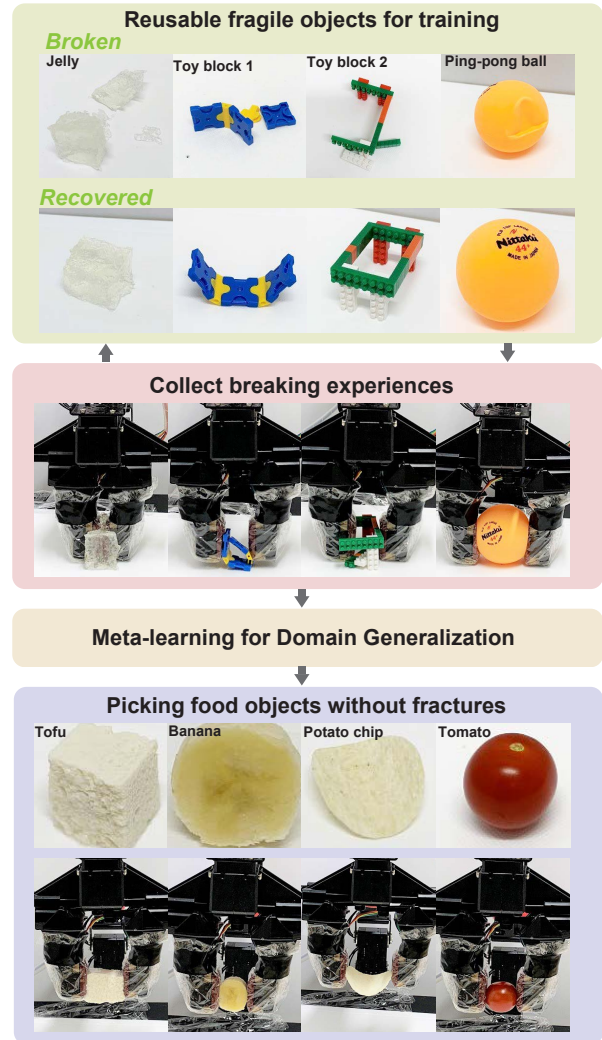 Reusable fragile objects for training
Broken
Jelly
Toy block 1
Toy block 2
Ping-pong ball
Recovered
Nittaku
44+
MADE IN JAPAN
Collect breaking experiences
Nittaku
44+
Meta-learning for Domain Generalization
Picking food objects without fractures
Tofu
Banana
Potato chip
Tomato